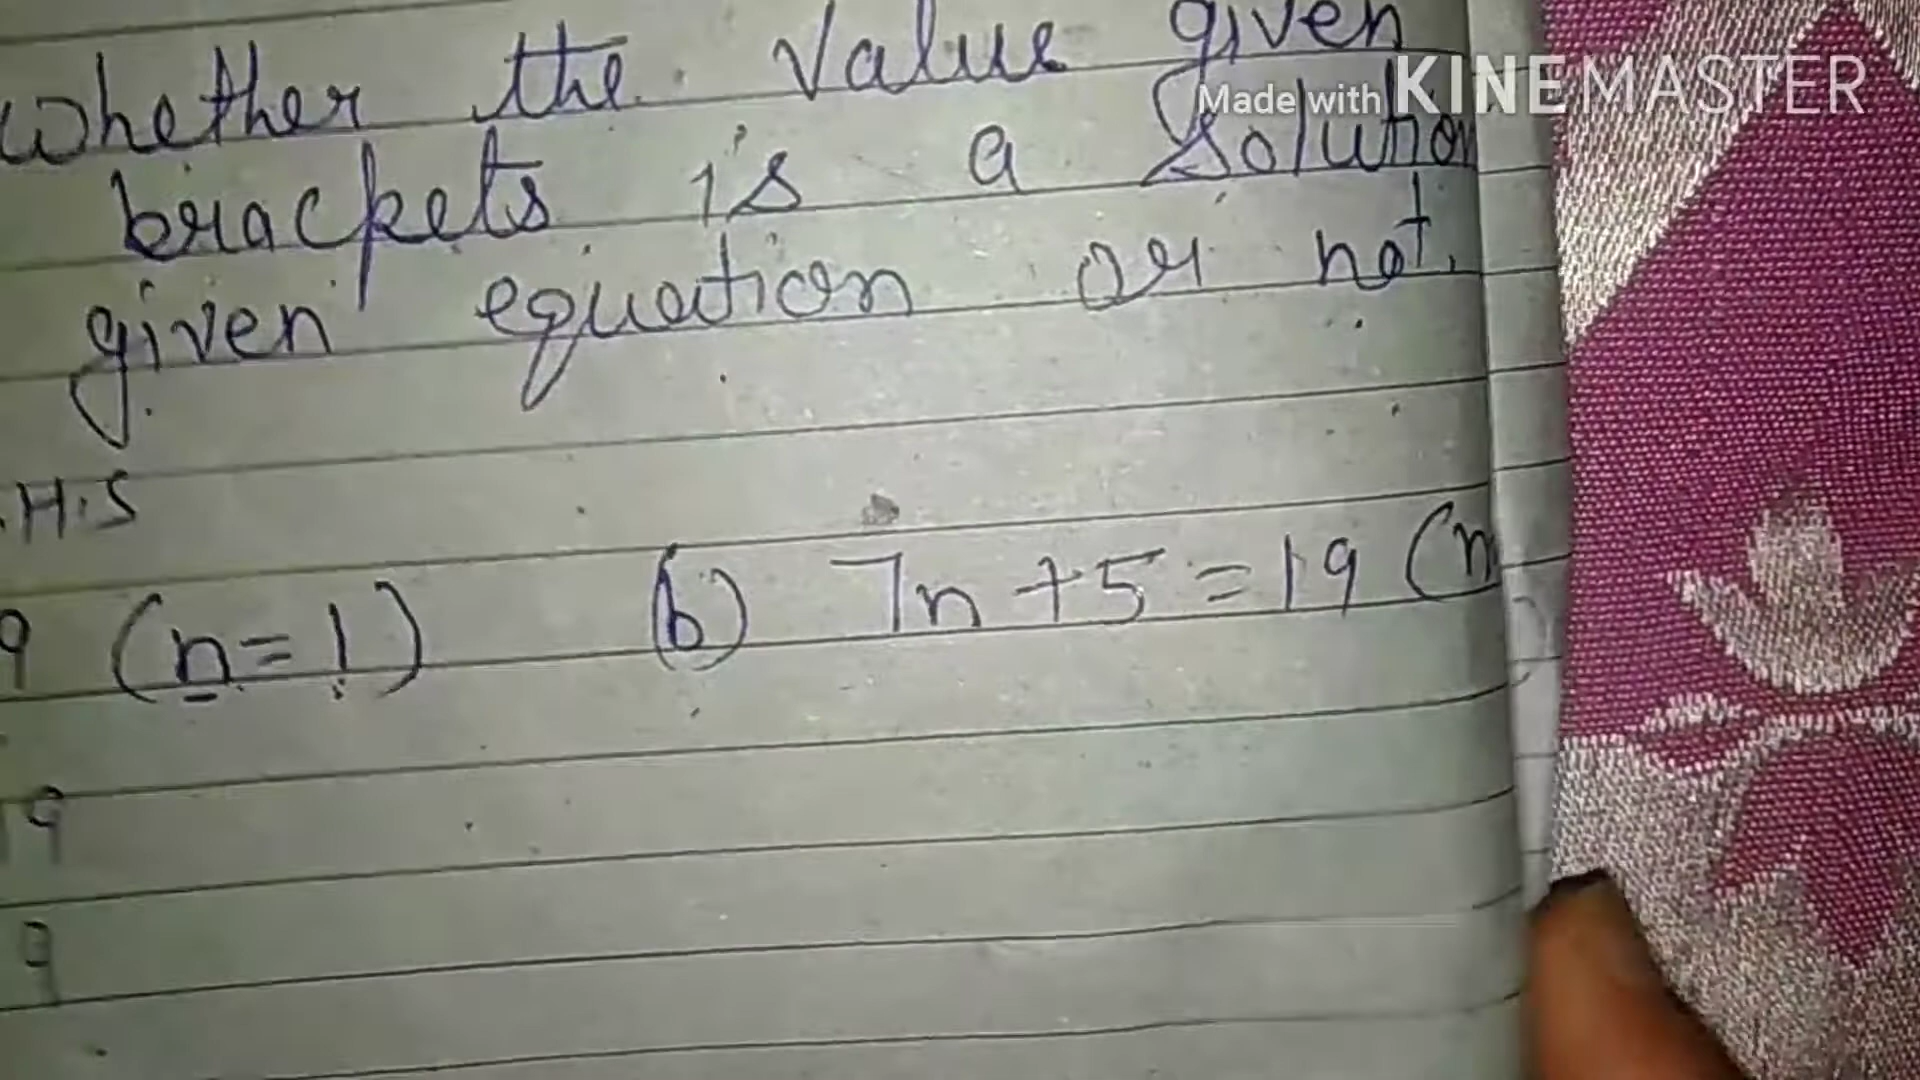 whether the value given
Made with KINEMASTER
brackets is a solution
given equation or not.
.H.S
9 (n=1) (b) 7n+5=19 (n
19
9